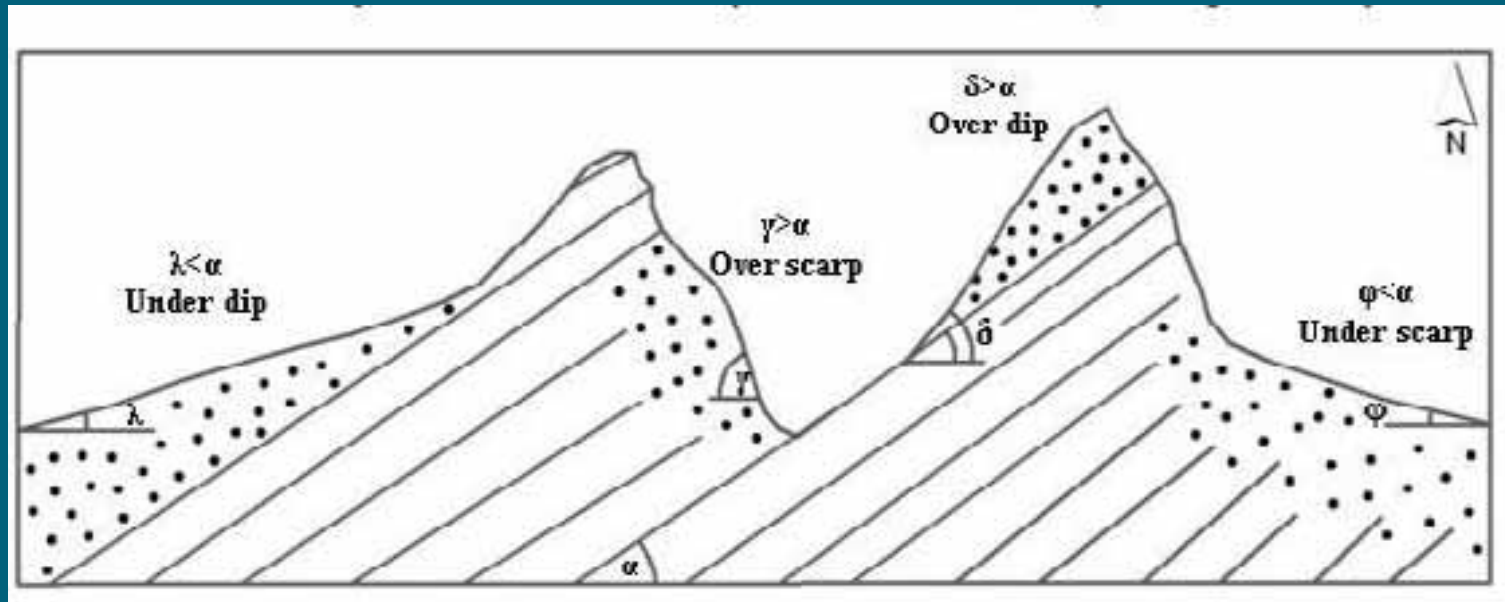 δ>α
Over dip
N
γ>α
Over scarp
λ<α
Under dip
φ<α
Under scarp
δ
γ
λ
φ
α